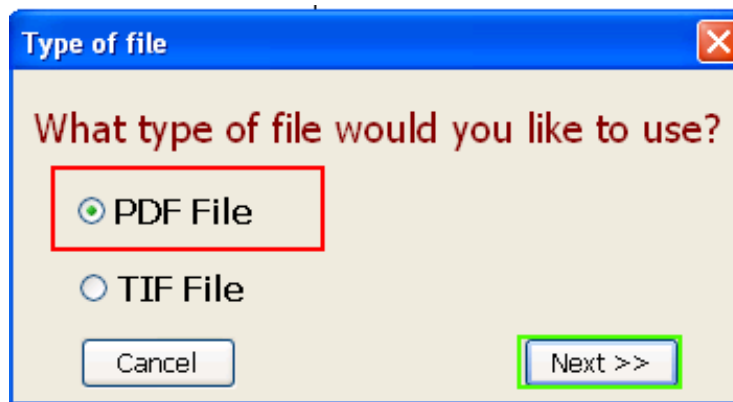 Type of file
What type of file would you like to use?
PDF File
TIF File
Cancel Next >>